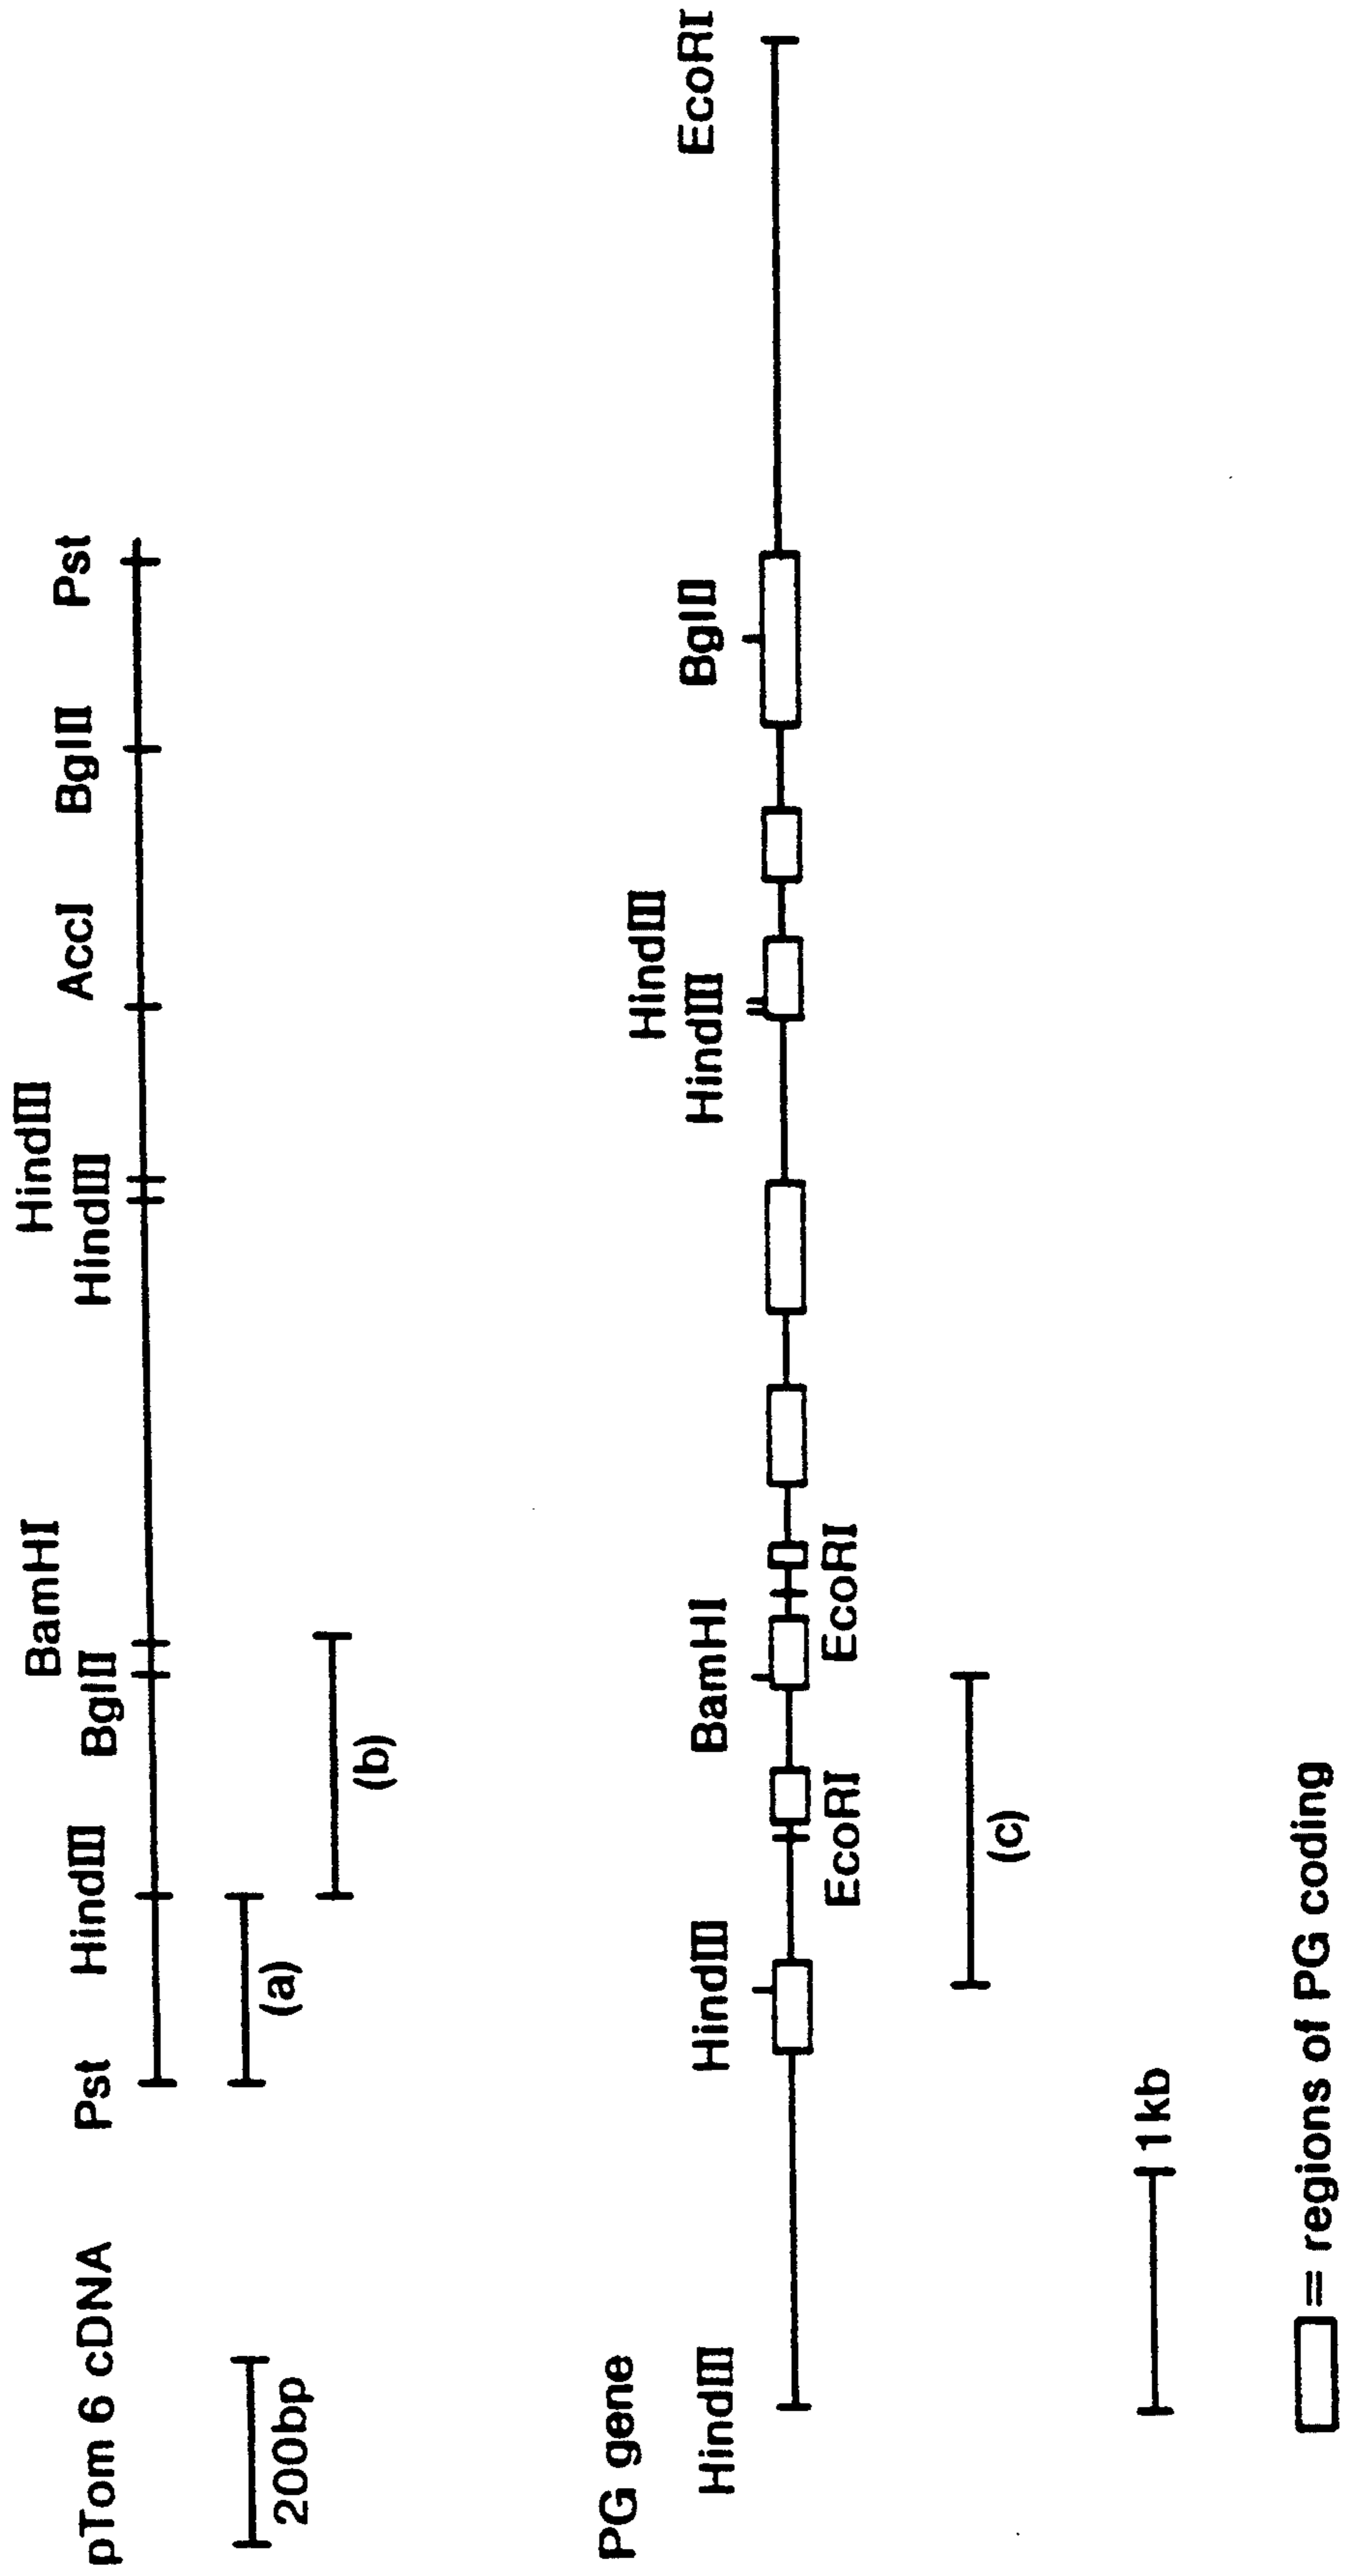 pTom 6 cDNA
Pst
HindIII
BglII
BamHI
HindIII
HindIII
AccI
BglII
Pst
200bp
(a)
(b)
PG gene
HindIII
HindIII
EcoRI
BamHI
EcoRI
HindIII
HindIII
BglII
EcoRI
(c)
1kb
= regions of PG coding